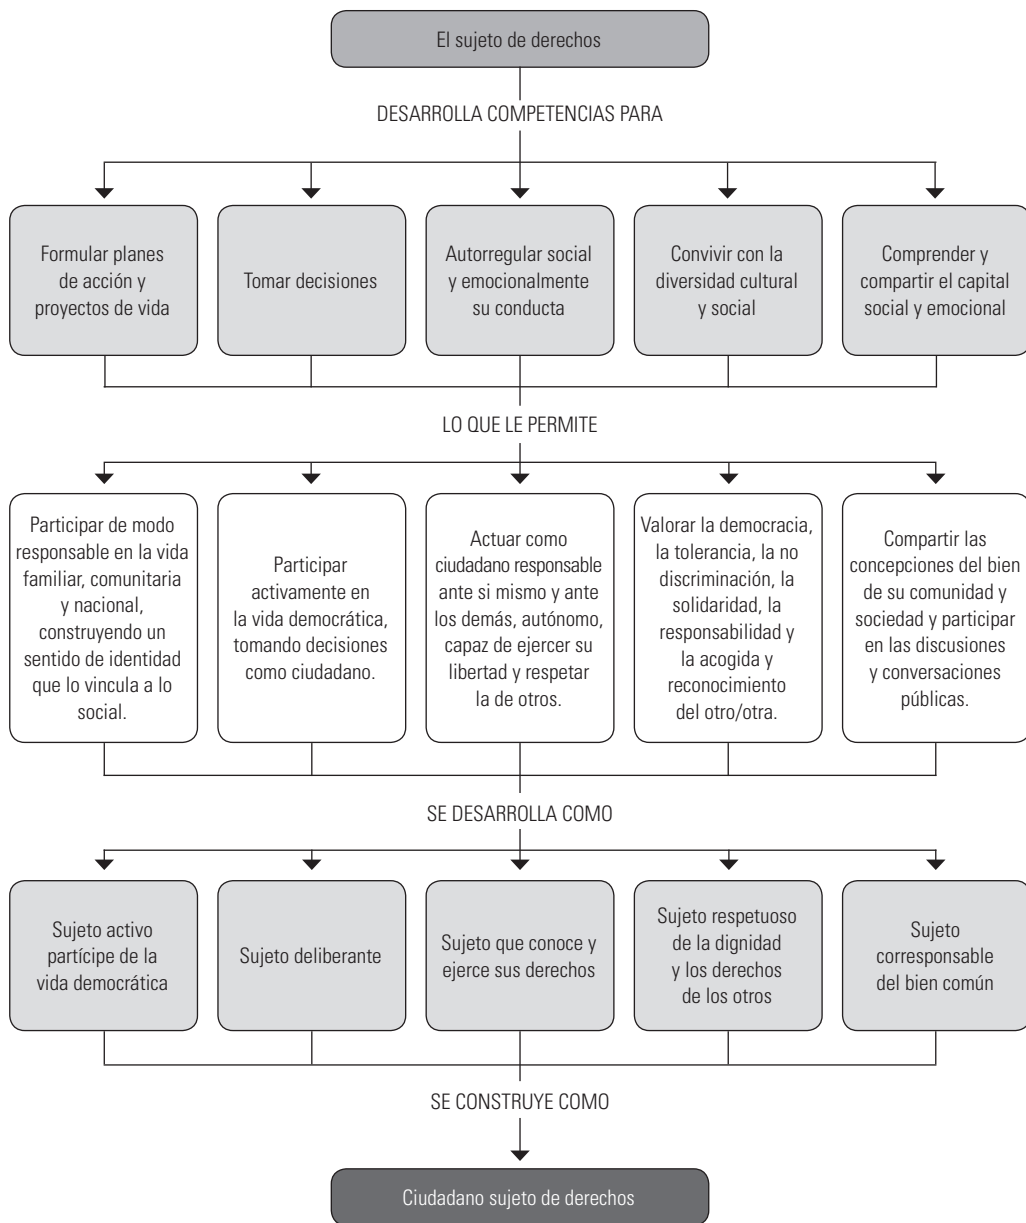 El sujeto de derechos
DESARROLLA COMPETENCIAS PARA
Formular planes
de acción y
proyectos de vida
Tomar decisiones
Autorregular social
y emocionalmente
su conducta
Convivir con la
diversidad cultural
y social
Comprender y
compartir el capital
social y emocional
LO QUE LE PERMITE
Participar de modo
responsable en la vida
familiar, comunitaria
y nacional,
construyendo un
sentido de identidad
que lo vincula a lo
social.
Participar
activamente en
la vida democrática,
tomando decisiones
como ciudadano.
Actuar como
ciudadano responsable
ante si mismo y ante
los demás, autónomo,
capaz de ejercer su
libertad y respetar
la de otros.
Valorar la democracia,
la tolerancia, la no
discriminación, la
solidaridad, la
responsabilidad y
la acogida y
reconocimiento
del otro/otra.
Compartir las
concepciones del bien
de su comunidad y
sociedad y participar
en las discusiones
y conversaciones
públicas.
SE DESARROLLA COMO
Sujeto activo
partícipe de la
vida democrática
Sujeto deliberante
Sujeto que conoce y
ejerce sus derechos
Sujeto respetuoso
de la dignidad
y los derechos
de los otros
Sujeto
corresponsable
del bien común
SE CONSTRUYE COMO
Ciudadano sujeto de derechos